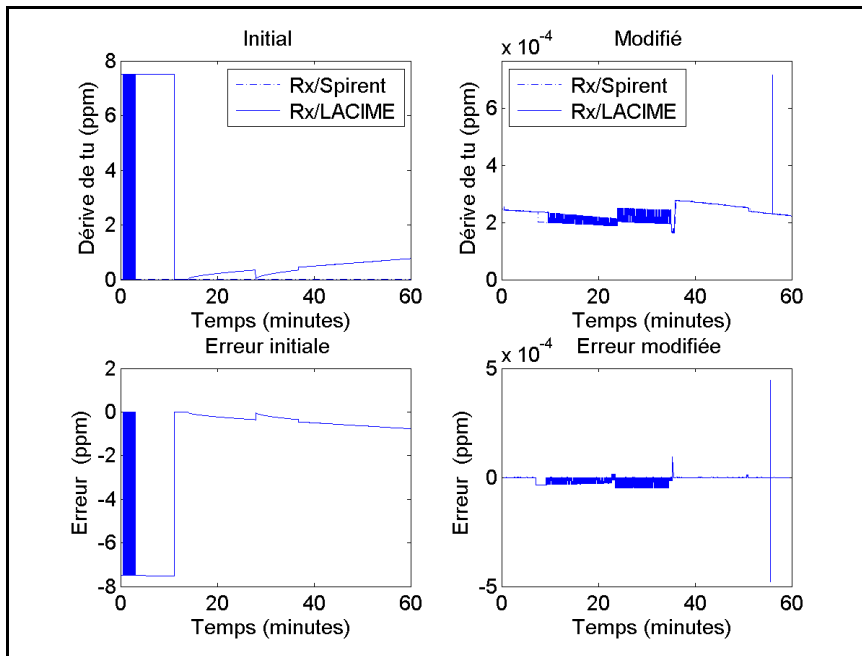 Initial
Dérive de tu (ppm)
8
6
4
2
0
Rx/Spirent
Rx/LACIME
0
20
40
60
Temps (minutes)
Modifié
x 10-4
Dérive de tu (ppm)
6
4
2
0
Rx/Spirent
Rx/LACIME
0
20
40
60
Temps (minutes)
Erreur initiale
Erreur (ppm)
2
0
-2
-4
-6
-8
0
20
40
60
Temps (minutes)
Erreur modifiée
x 10-4
Erreur (ppm)
5
0
-5
0
20
40
60
Temps (minutes)